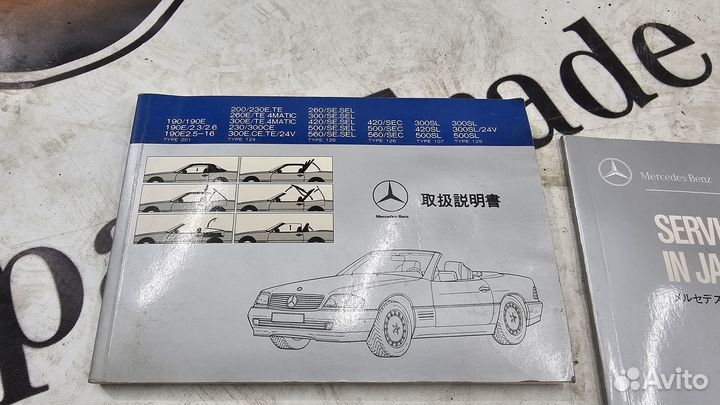 190/190E
190E/2.3/2.6
190E2.5-16
TYPE 201
200/230E.TE
260E/TE 4MATIC
300E/TE.4MATIC
230/300CE
300E.CE.TE/24V
TYPE 124
260/SE.SEL
300/SE.SEL
420/SE.SEL
500/SE.SEL
560/SE.SEL
TYPE 126
420/SEC
500/SEC
560/SEC
TYPE 126
300SL
420SL
500SL
TYPE 107
300SL
300SL/24V
500SL
TYPE 129
Mercedes-Benz
取扱説明書
Mercedes Benz
SERVI
IN JA
メルセデ
Avito